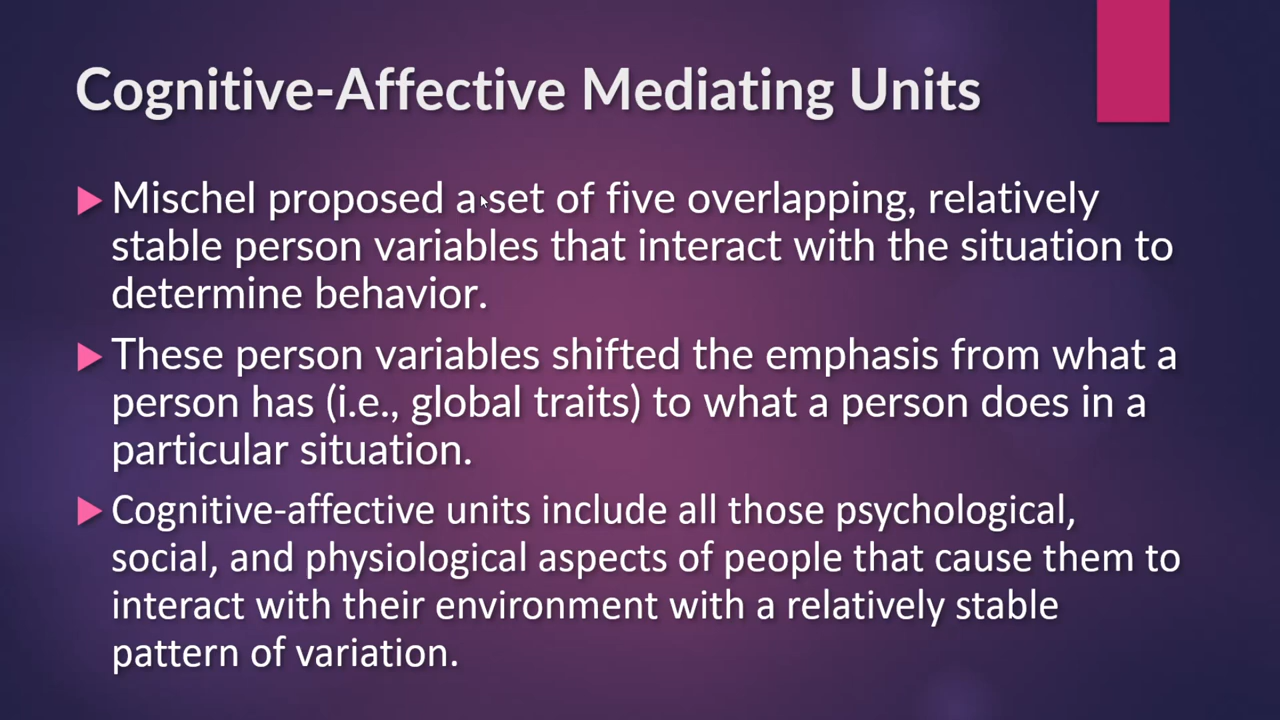 Cognitive-Affective Mediating Units
Mischel proposed a set of five overlapping, relatively
stable person variables that interact with the situation to
determine behavior.
These person variables shifted the emphasis from what a
person has (i.e., global traits) to what a person does in a
particular situation.
Cognitive-affective units include all those psychological,
social, and physiological aspects of people that cause them to
interact with their environment with a relatively stable
pattern of variation.